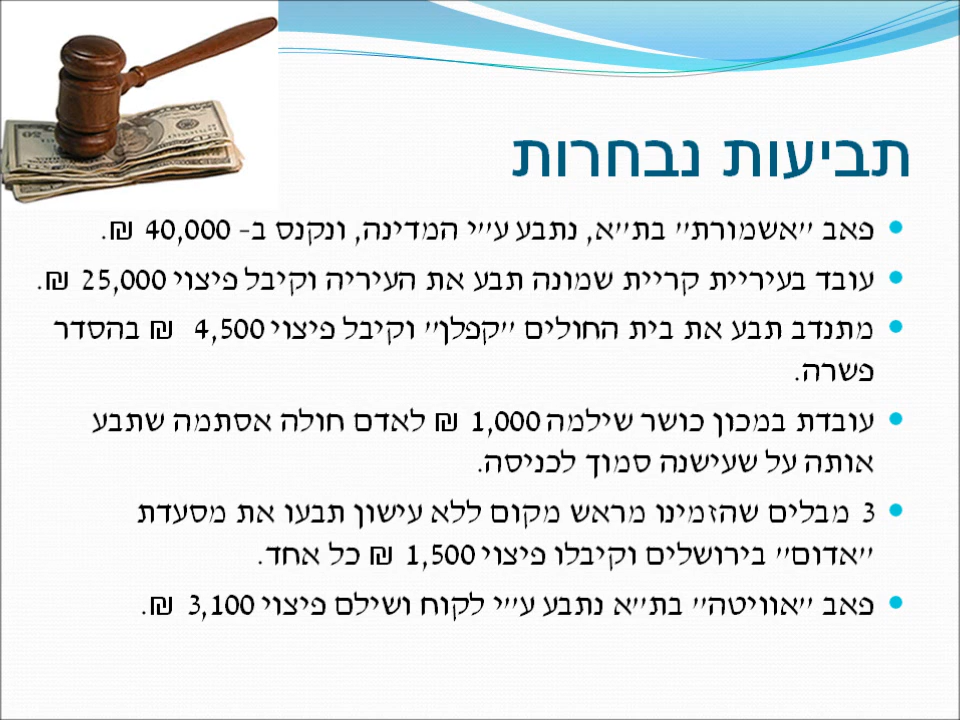 תביעות נבחרות
פאב "אשמורת" בת"א, נתבע ע"י המדינה, ונקנס ב- 40,000 ₪.
עובד בעיריית קריית שמונה תבע את העיריה וקיבל פיצוי 25,000 ₪.
מתנדב תבע את בית החולים "קפלן" וקיבל פיצוי 4,500 ₪ בהסדר
פשרה.
עובדת במכון כושר שילמה 1,000 ₪ לאדם חולה אסתמה שתבע
אותה על שעישנה סמוך לכניסה.
3 מבלים שהזמינו מראש מקום ללא עישון תבעו את מסעדת
"אדום" בירושלים וקיבלו פיצוי 1,500 ₪ כל אחד.
פאב "אוויטה" בת"א נתבע ע"י לקוח ושילם פיצוי 3,100 ₪.